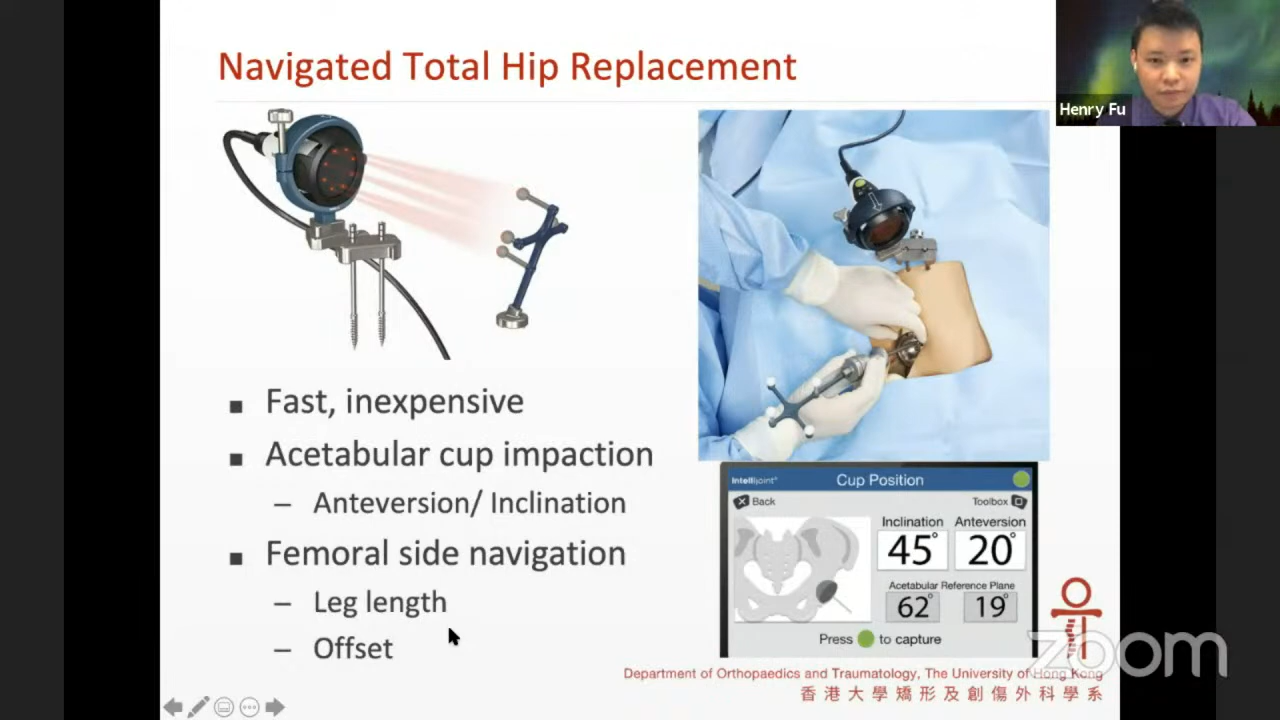 Navigated Total Hip Replacement
Henry Fu
Fast, inexpensive
Acetabular cup impaction
– Anteversion/ Inclination
Femoral side navigation
– Leg length
– Offset
intellijoint
Cup Position
Back
Toolbox
Inclination Anteversion
45° 20°
Acetabular Reference Plane
62° 19°
Press to capture
zoom
Department of Orthopaedics and Traumatology, The University of Hong Kong
香港大學矯形及創傷外科學系